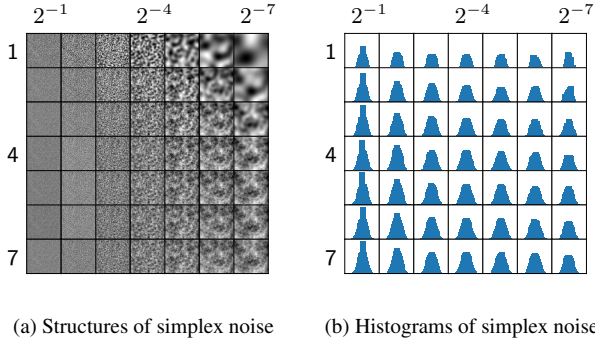 2⁻¹ 2⁻⁴ 2⁻⁷ 2⁻¹ 2⁻⁴ 2⁻⁷
1 1
4 4
7 7
(a) Structures of simplex noise (b) Histograms of simplex noise